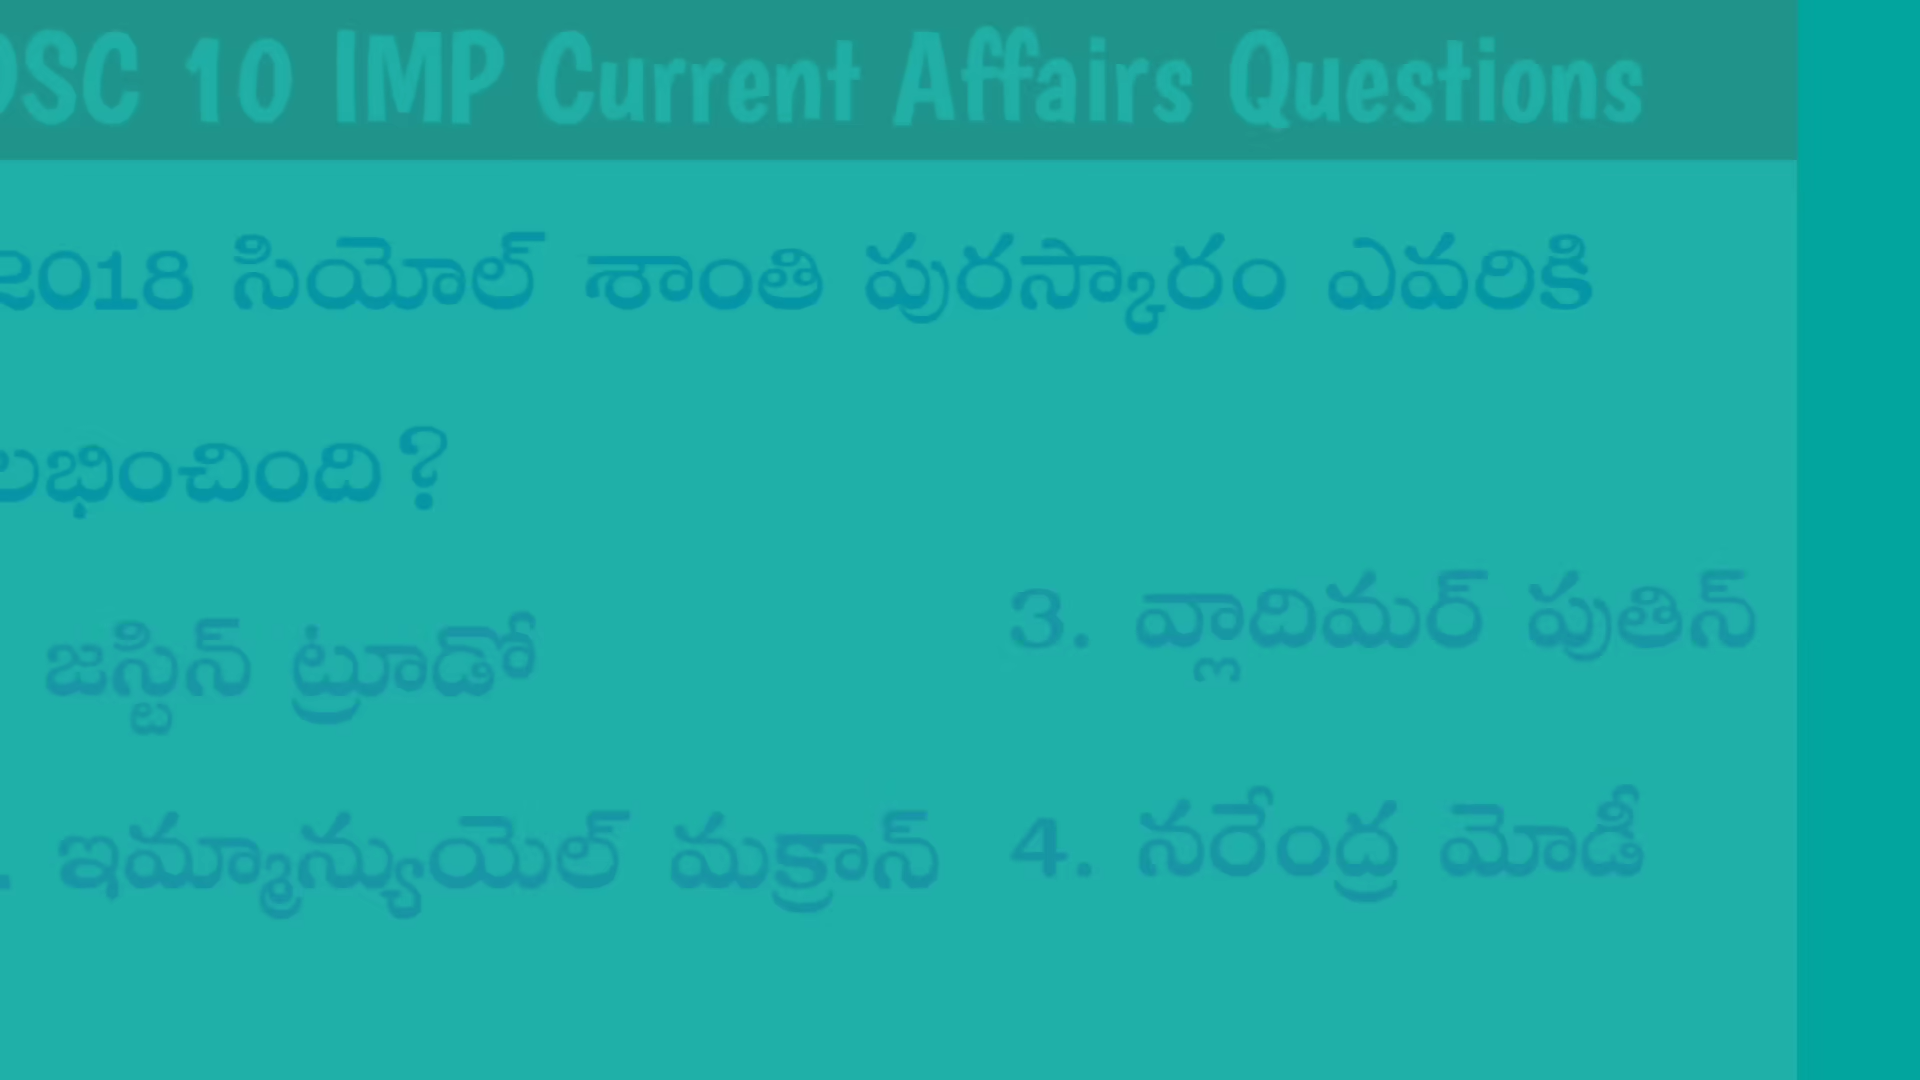 DSC 10 IMP Current Affairs Questions
2018 సియోల్ శాంతి పురస్కారం ఎవరికి
లభించింది?
జస్టిన్ ట్రూడో
3. వ్లాదిమర్ పుతిన్
. ఇమ్మాన్యుయెల్ మక్రాన్
4. నరేంద్ర మోడీ